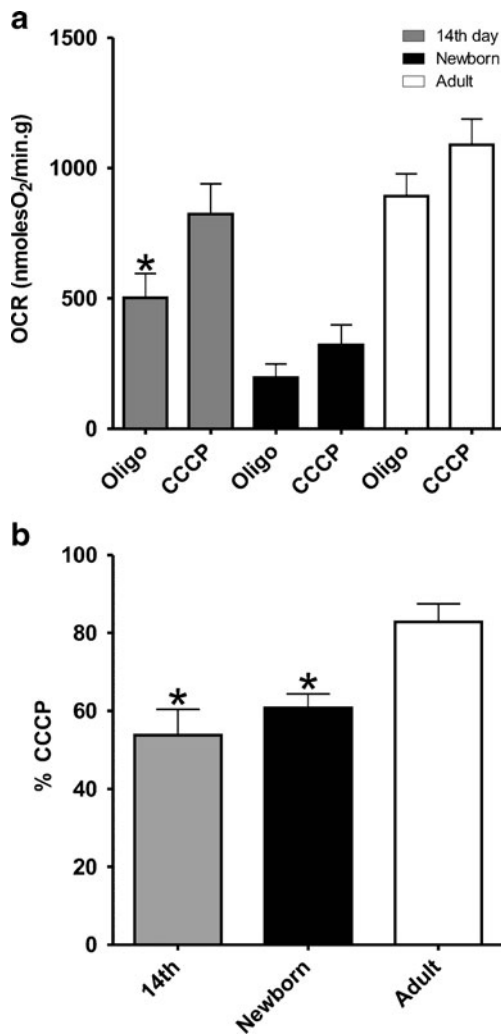 a
1500
14th day
Newborn
Adult
OCR (nmolesO₂/min.g)
1000
*
500
0
Oligo
CCCP
Oligo
CCCP
Oligo
CCCP
b
100
80
% CCCP
*
*
60
40
20
0
14th
Newborn
Adult